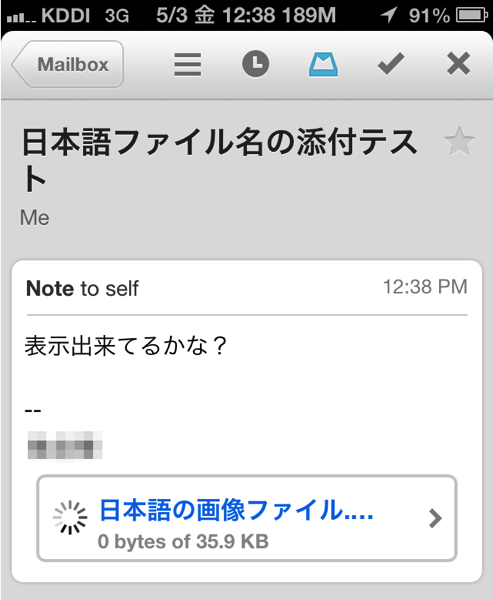 KDDI 3G 5/3 金 12:38 189M 91%
Mailbox
日本語ファイル名の添付テス
ト
Me
Note to self 12:38 PM
表示出来てるかな？
--
日本語の画像ファイル....
0 bytes of 35.9 KB